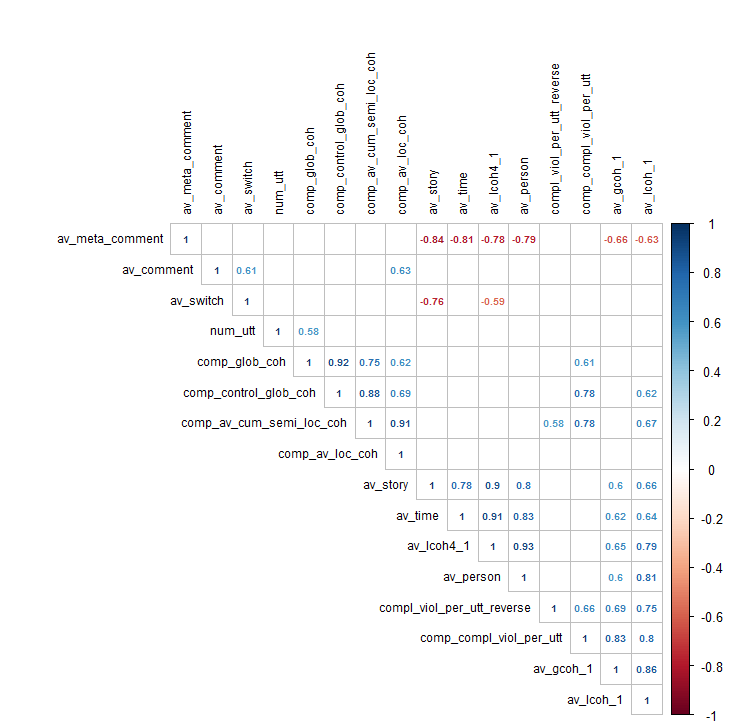 av_meta_comment
av_comment
av_switch
num_utt
comp_glob_coh
comp_control_glob_coh
comp_av_cum_semi_loc_coh
comp_av_loc_coh
av_story
av_time
av_lcoh4_1
av_person
compl_viol_per_utt_reverse
comp_compl_viol_per_utt
av_gcoh_1
av_lcoh_1
av_meta_comment 1 -0.84 -0.81 -0.78 -0.79 -0.66 -0.63
av_comment 1 0.61 0.63
av_switch 1 -0.76 -0.59
num_utt 1 0.58
comp_glob_coh 1 0.92 0.75 0.62 0.61
comp_control_glob_coh 1 0.88 0.69 0.78 0.62
comp_av_cum_semi_loc_coh 1 0.91 0.58 0.78 0.67
comp_av_loc_coh 1
av_story 1 0.78 0.9 0.8 0.6 0.66
av_time 1 0.91 0.83 0.62 0.64
av_lcoh4_1 1 0.93 0.65 0.79
av_person 1 0.6 0.81
compl_viol_per_utt_reverse 1 0.66 0.69 0.75
comp_compl_viol_per_utt 1 0.83 0.8
av_gcoh_1 1 0.86
av_lcoh_1 1
1
0.8
0.6
0.4
0.2
0
-0.2
-0.4
-0.6
-0.8
-1